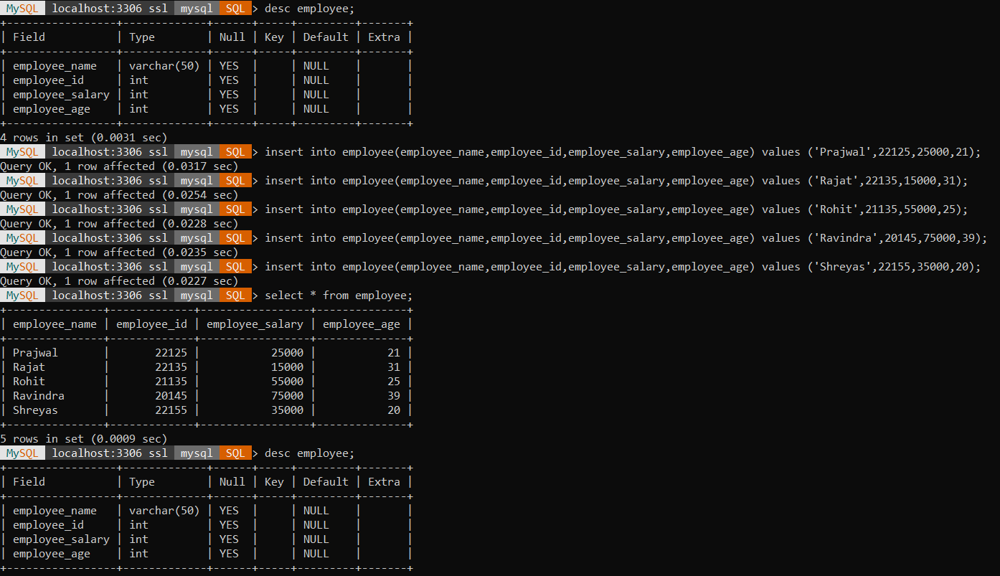 MySQL localhost:3306 ssl mysql SQL > desc employee;
+-----------------+-------------+------+-----+---------+-------+
| Field           | Type        | Null | Key | Default | Extra |
+-----------------+-------------+------+-----+---------+-------+
| employee_name   | varchar(50) | YES  |     | NULL    |       |
| employee_id     | int         | YES  |     | NULL    |       |
| employee_salary | int         | YES  |     | NULL    |       |
| employee_age    | int         | YES  |     | NULL    |       |
+-----------------+-------------+------+-----+---------+-------+
4 rows in set (0.0031 sec)
MySQL localhost:3306 ssl mysql SQL > insert into employee(employee_name,employee_id,employee_salary,employee_age) values ('Prajwal',22125,25000,21);
Query OK, 1 row affected (0.0317 sec)
MySQL localhost:3306 ssl mysql SQL > insert into employee(employee_name,employee_id,employee_salary,employee_age) values ('Rajat',22135,15000,31);
Query OK, 1 row affected (0.0254 sec)
MySQL localhost:3306 ssl mysql SQL > insert into employee(employee_name,employee_id,employee_salary,employee_age) values ('Rohit',21135,55000,25);
Query OK, 1 row affected (0.0228 sec)
MySQL localhost:3306 ssl mysql SQL > insert into employee(employee_name,employee_id,employee_salary,employee_age) values ('Ravindra',20145,75000,39);
Query OK, 1 row affected (0.0235 sec)
MySQL localhost:3306 ssl mysql SQL > insert into employee(employee_name,employee_id,employee_salary,employee_age) values ('Shreyas',22155,35000,20);
Query OK, 1 row affected (0.0227 sec)
MySQL localhost:3306 ssl mysql SQL > select * from employee;
+---------------+-------------+-----------------+--------------+
| employee_name | employee_id | employee_salary | employee_age |
+---------------+-------------+-----------------+--------------+
| Prajwal       |       22125 |           25000 |           21 |
| Rajat         |       22135 |           15000 |           31 |
| Rohit         |       21135 |           55000 |           25 |
| Ravindra      |       20145 |           75000 |           39 |
| Shreyas       |       22155 |           35000 |           20 |
+---------------+-------------+-----------------+--------------+
5 rows in set (0.0009 sec)
MySQL localhost:3306 ssl mysql SQL > desc employee;
+-----------------+-------------+------+-----+---------+-------+
| Field           | Type        | Null | Key | Default | Extra |
+-----------------+-------------+------+-----+---------+-------+
| employee_name   | varchar(50) | YES  |     | NULL    |       |
| employee_id     | int         | YES  |     | NULL    |       |
| employee_salary | int         | YES  |     | NULL    |       |
| employee_age    | int         | YES  |     | NULL    |       |
+-----------------+-------------+------+-----+---------+-------+